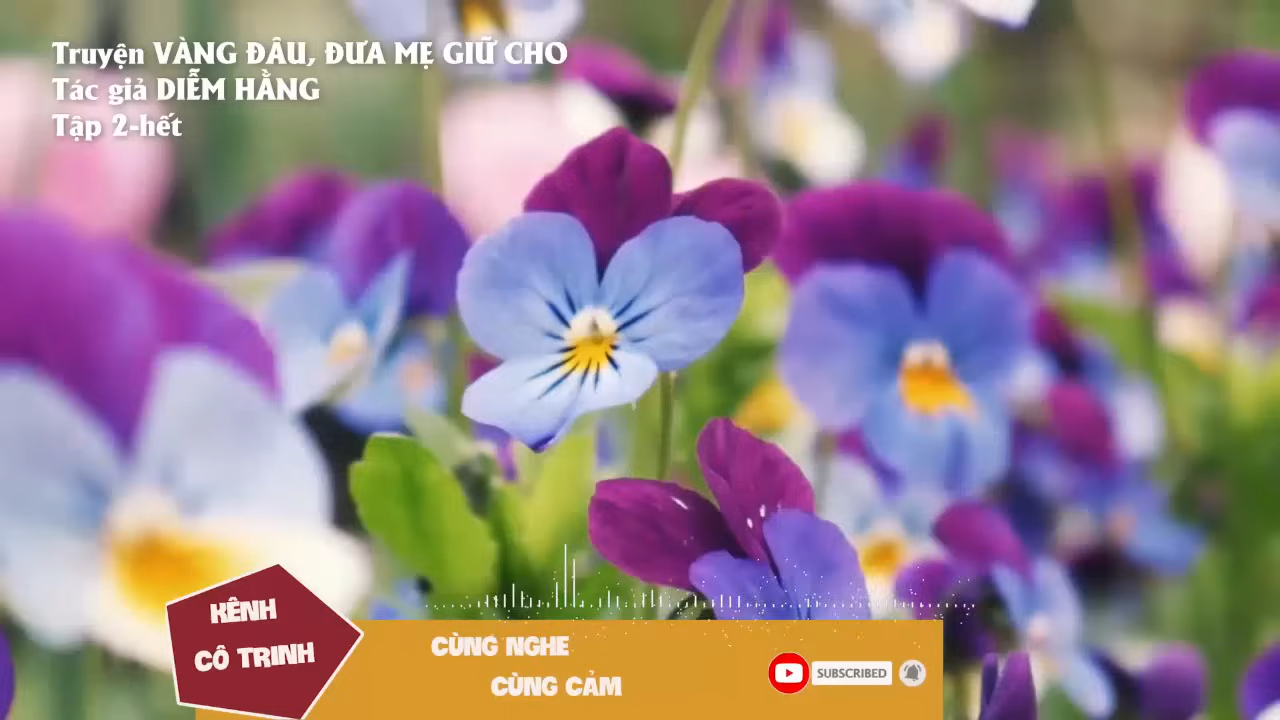 Truyện VÀNG ĐÂU, ĐƯA MẸ GIỮ CHO
Tác giả DIỄM HẰNG
Tập 2-hết
KÊNH
CÔ TRINH
CÙNG NGHE
CÙNG CẢM
SUBSCRIBED